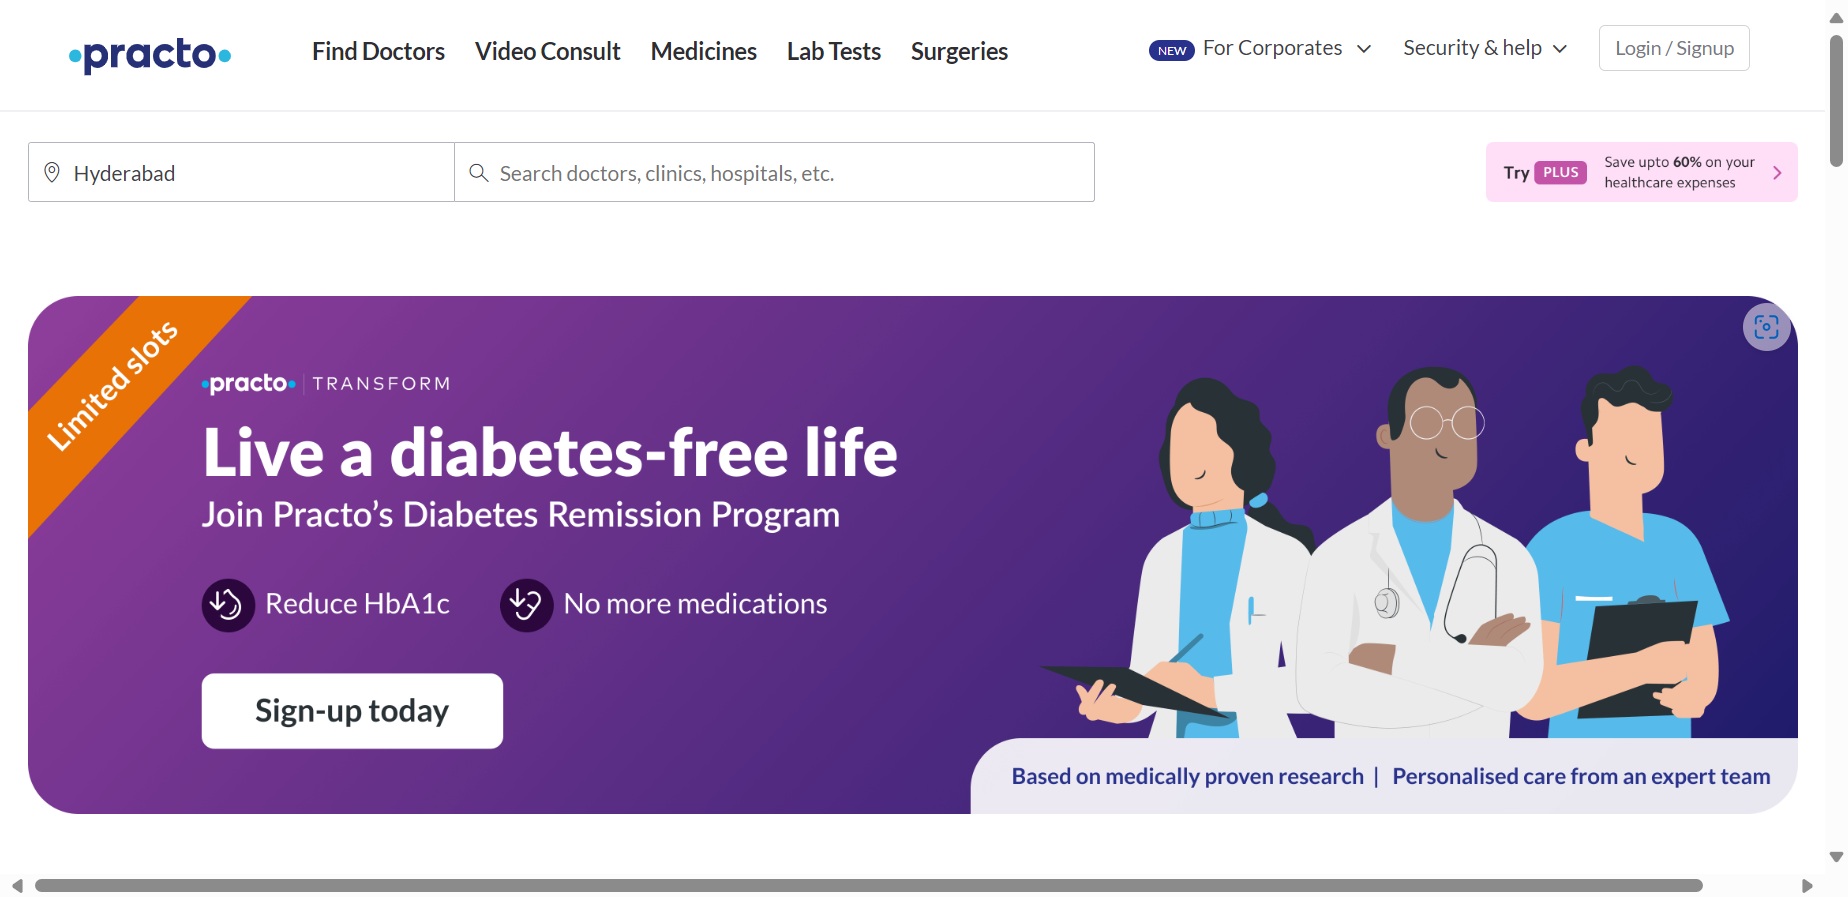 practo
Find Doctors
Video Consult
Medicines
Lab Tests
Surgeries
NEW For Corporates
Security & help
Login / Signup
Hyderabad
Search doctors, clinics, hospitals, etc.
Try PLUS
Save upto 60% on your
healthcare expenses
Limited slots
practo | TRANSFORM
Live a diabetes-free life
Join Practo’s Diabetes Remission Program
Reduce HbA1c
No more medications
Sign-up today
Based on medically proven research | Personalised care from an expert team